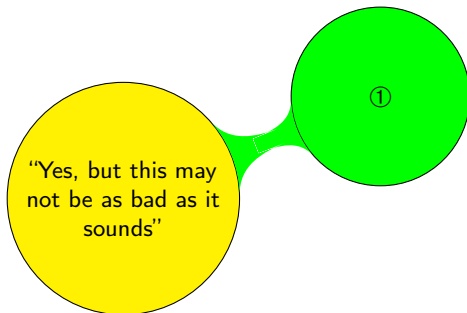 “Yes, but this may
not be as bad as it
sounds”
①